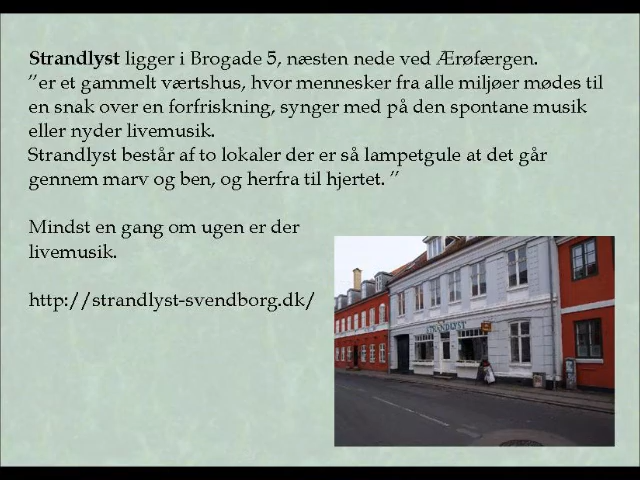 Strandlyst ligger i Brogade 5, næsten nede ved Ærøfærgen.
”er et gammelt værtshus, hvor mennesker fra alle miljøer mødes til
en snak over en forfriskning, synger med på den spontane musik
eller nyder livemusik.
Strandlyst består af to lokaler der er så lampetgule at det går
gennem marv og ben, og herfra til hjertet. ”
Mindst en gang om ugen er der
livemusik.
http://strandlyst-svendborg.dk/
STRANDLYST